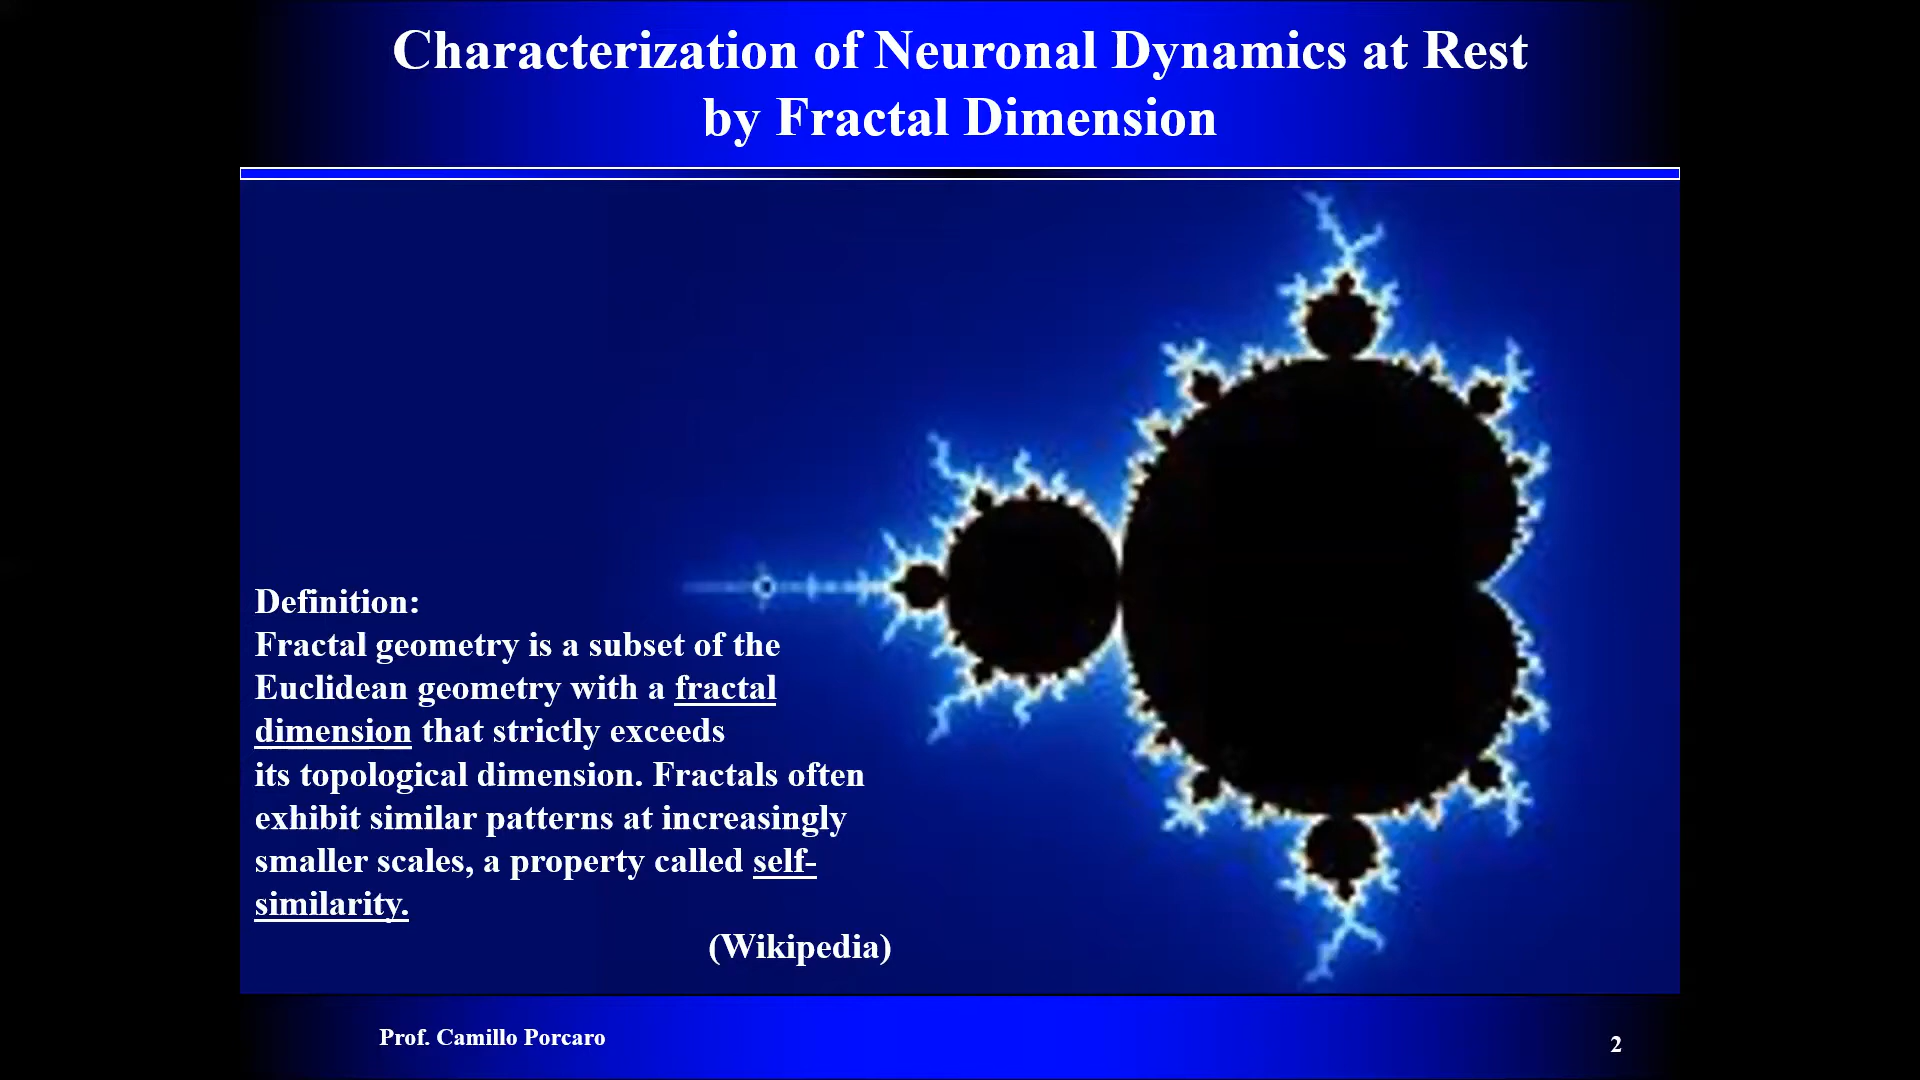 Characterization of Neuronal Dynamics at Rest
by Fractal Dimension
Definition:
Fractal geometry is a subset of the
Euclidean geometry with a fractal
dimension that strictly exceeds
its topological dimension. Fractals often
exhibit similar patterns at increasingly
smaller scales, a property called self-
similarity.
(Wikipedia)
Prof. Camillo Porcaro
2